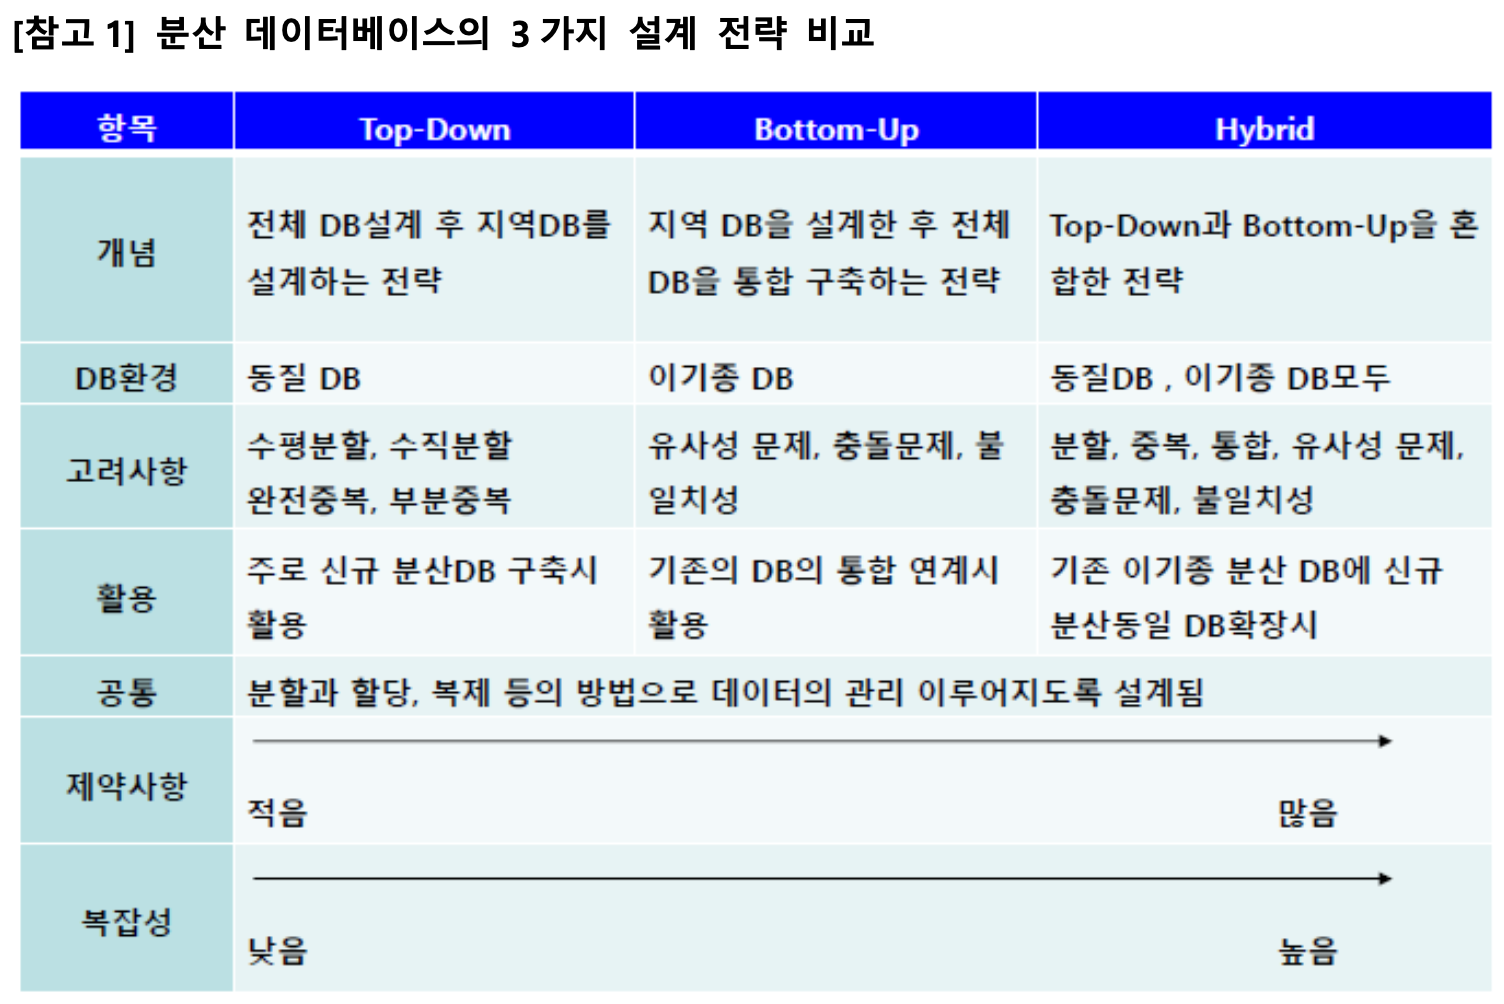 [참고 1] 분산 데이터베이스의 3 가지 설계 전략 비교
항목 Top-Down Bottom-Up Hybrid
개념
전체 DB설계 후 지역DB를
설계하는 전략
지역 DB을 설계한 후 전체
DB을 통합 구축하는 전략
Top-Down과 Bottom-Up을 혼
합한 전략
DB환경 동질 DB 이기종 DB 동질DB , 이기종 DB모두
고려사항
수평분할, 수직분할
완전중복, 부분중복
유사성 문제, 충돌문제, 불
일치성
분할, 중복, 통합, 유사성 문제,
충돌문제, 불일치성
활용
주로 신규 분산DB 구축시
활용
기존의 DB의 통합 연계시
활용
기존 이기종 분산 DB에 신규
분산동일 DB확장시
공통 분할과 할당, 복제 등의 방법으로 데이터의 관리 이루어지도록 설계됨
제약사항
적음 많음
복잡성
낮음 높음